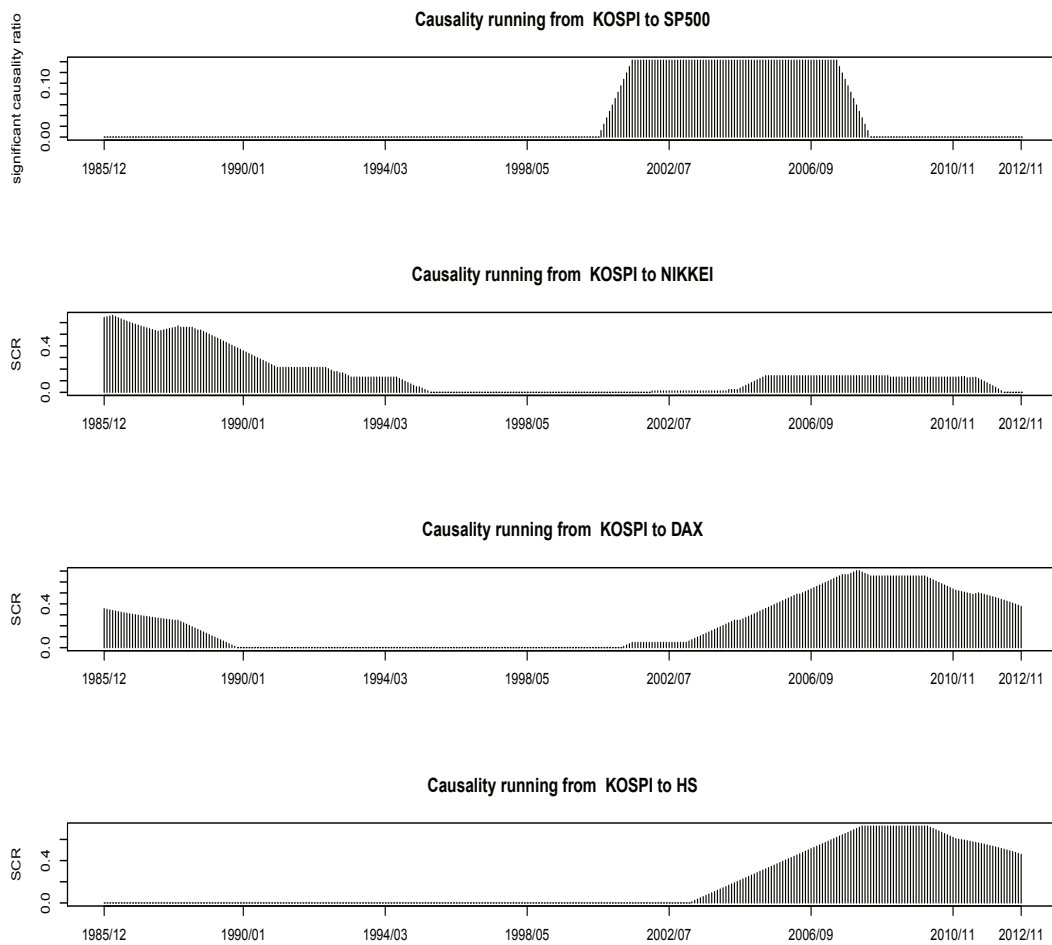 Causality running from KOSPI to SP500
significant causality ratio
0.10
0.00
1985/12 1990/01 1994/03 1998/05 2002/07 2006/09 2010/11 2012/11
Causality running from KOSPI to NIKKEI
SCR
0.4
0.0
1985/12 1990/01 1994/03 1998/05 2002/07 2006/09 2010/11 2012/11
Causality running from KOSPI to DAX
SCR
0.4
0.0
1985/12 1990/01 1994/03 1998/05 2002/07 2006/09 2010/11 2012/11
Causality running from KOSPI to HS
SCR
0.4
0.0
1985/12 1990/01 1994/03 1998/05 2002/07 2006/09 2010/11 2012/11